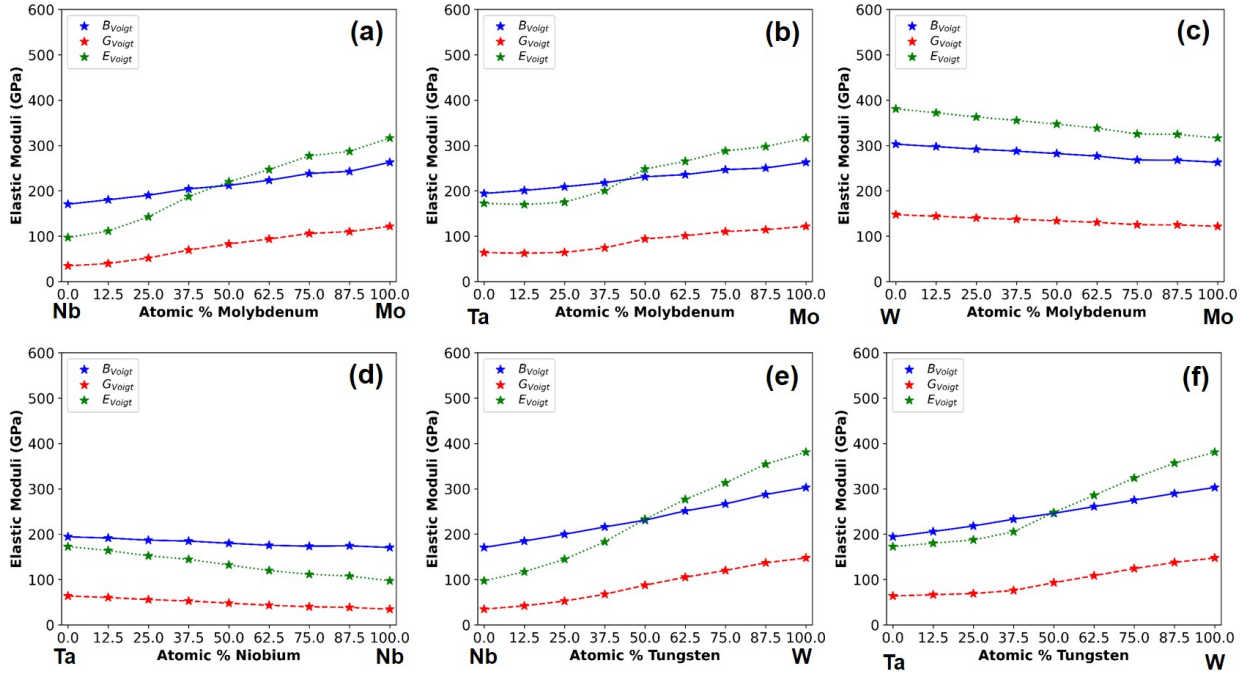 600
500
400
300
200
100
0
Elastic Moduli (GPa)
B_Voigt
G_Voigt
E_Voigt
(a)
0.0 12.5 25.0 37.5 50.0 62.5 75.0 87.5 100.0
Nb Atomic % Molybdenum Mo
600
500
400
300
200
100
0
Elastic Moduli (GPa)
B_Voigt
G_Voigt
E_Voigt
(b)
0.0 12.5 25.0 37.5 50.0 62.5 75.0 87.5 100.0
Ta Atomic % Molybdenum Mo
600
500
400
300
200
100
0
Elastic Moduli (GPa)
B_Voigt
G_Voigt
E_Voigt
(c)
0.0 12.5 25.0 37.5 50.0 62.5 75.0 87.5 100.0
W Atomic % Molybdenum Mo
600
500
400
300
200
100
0
Elastic Moduli (GPa)
B_Voigt
G_Voigt
E_Voigt
(d)
0.0 12.5 25.0 37.5 50.0 62.5 75.0 87.5 100.0
Ta Atomic % Niobium Nb
600
500
400
300
200
100
0
Elastic Moduli (GPa)
B_Voigt
G_Voigt
E_Voigt
(e)
0.0 12.5 25.0 37.5 50.0 62.5 75.0 87.5 100.0
Nb Atomic % Tungsten W
600
500
400
300
200
100
0
Elastic Moduli (GPa)
B_Voigt
G_Voigt
E_Voigt
(f)
0.0 12.5 25.0 37.5 50.0 62.5 75.0 87.5 100.0
Ta Atomic % Tungsten W